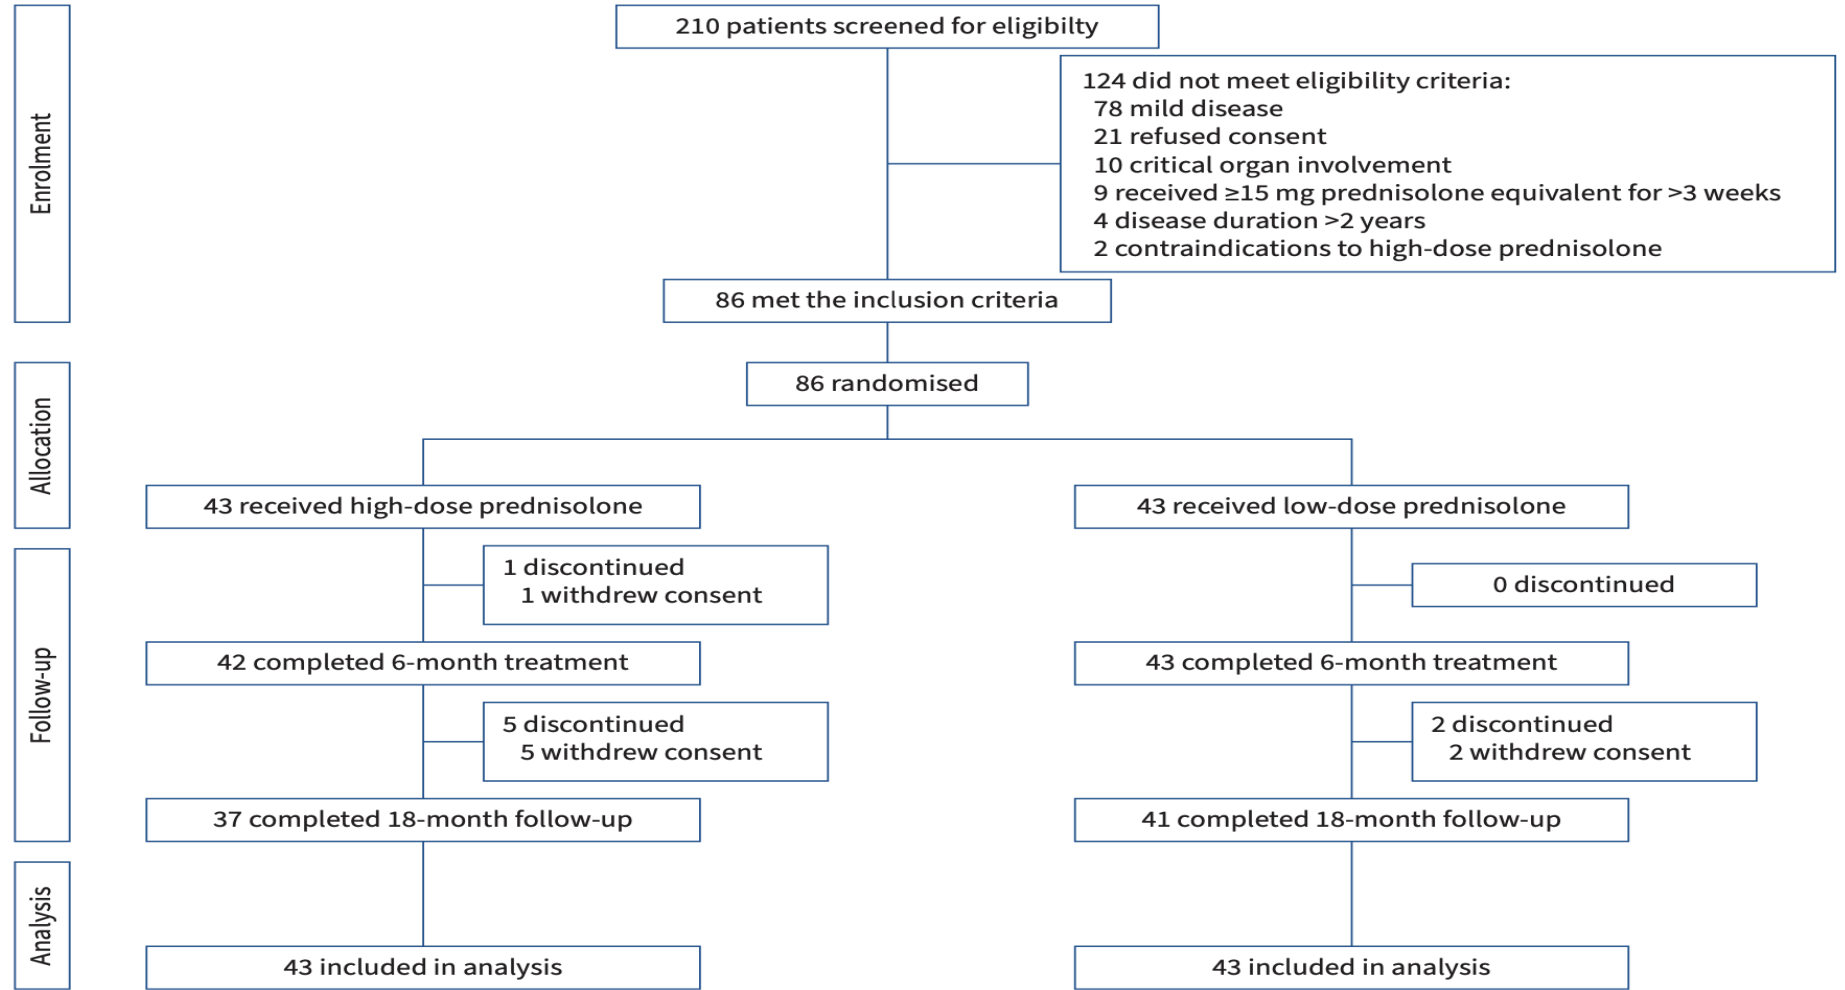 Enrolment
210 patients screened for eligibilty
124 did not meet eligibility criteria:
78 mild disease
21 refused consent
10 critical organ involvement
9 received ≥15 mg prednisolone equivalent for >3 weeks
4 disease duration >2 years
2 contraindications to high-dose prednisolone
86 met the inclusion criteria
Allocation
86 randomised
43 received high-dose prednisolone
43 received low-dose prednisolone
Follow-up
1 discontinued
1 withdrew consent
0 discontinued
42 completed 6-month treatment
43 completed 6-month treatment
5 discontinued
5 withdrew consent
2 discontinued
2 withdrew consent
37 completed 18-month follow-up
41 completed 18-month follow-up
Analysis
43 included in analysis
43 included in analysis